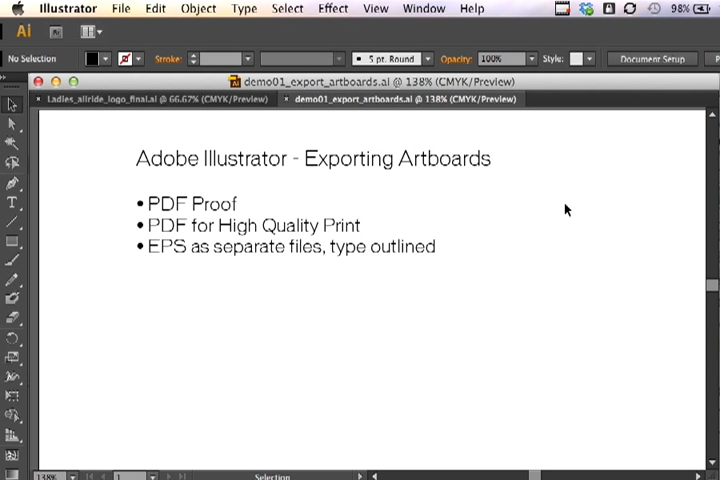 Illustrator File Edit Object Type Select Effect View Window Help 98%
Ai Br
No Selection Stroke: 5 pt. Round Opacity: 100% Style: Document Setup P
demo01_export_artboards.ai @ 138% (CMYK/Preview)
× Ladies_allride_logo_final.ai @ 66.67% (CMYK/Preview) × demo01_export_artboards.ai @ 138% (CMYK/Preview)
Adobe Illustrator - Exporting Artboards
• PDF Proof
• PDF for High Quality Print
• EPS as separate files, type outlined
138% 1 Selection